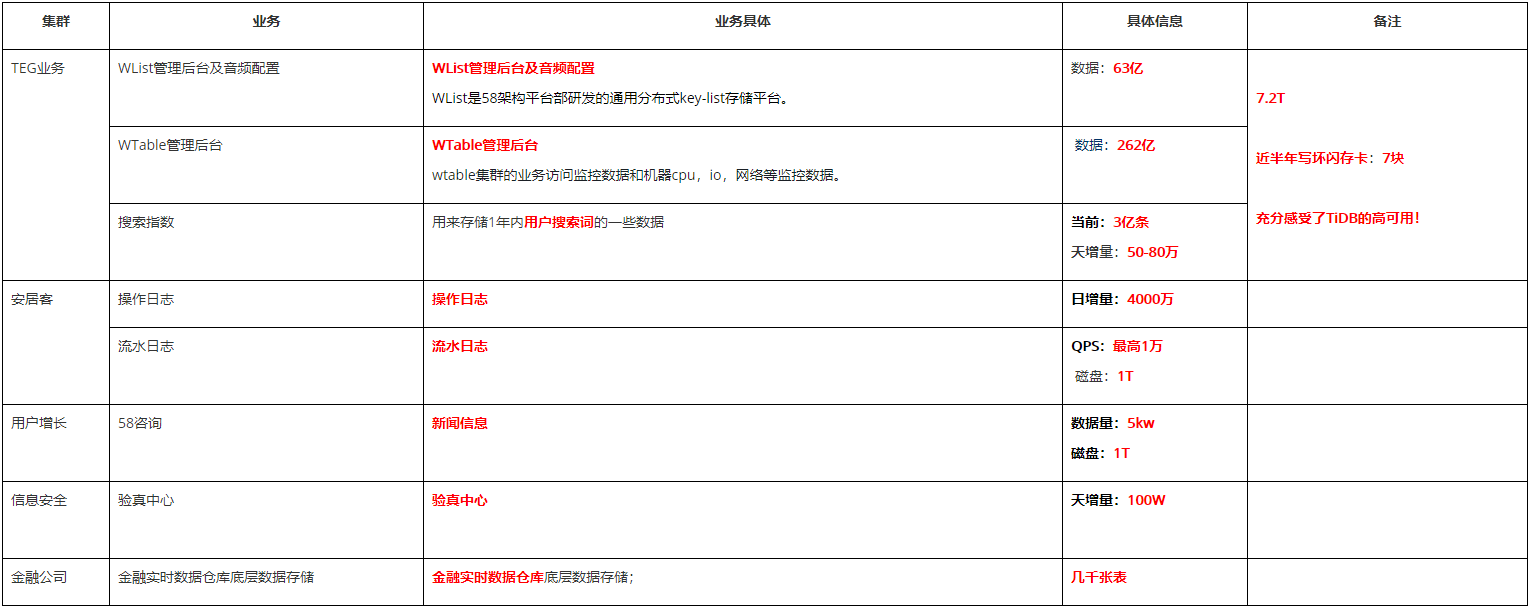 集群 业务 业务具体 具体信息 备注
TEG业务 WList管理后台及音频配置 WList管理后台及音频配置 数据：63亿
WList是58架构平台部研发的通用分布式key-list存储平台。
7.2T
WTable管理后台 WTable管理后台 数据：262亿
wtable集群的业务访问监控数据和机器cpu，io，网络等监控数据。
近半年写坏闪存卡：7块
搜索指数 用来存储1年内用户搜索词的一些数据 当前：3亿条
天增量：50-80万
充分感受了TiDB的高可用！
安居客 操作日志 操作日志 日增量：4000万
流水日志 流水日志 QPS：最高1万
磁盘：1T
用户增长 58咨询 新闻信息 数据量：5kw
磁盘：1T
信息安全 验真中心 验真中心 天增量：100W
金融公司 金融实时数据仓库底层数据存储 金融实时数据仓库底层数据存储； 几千张表